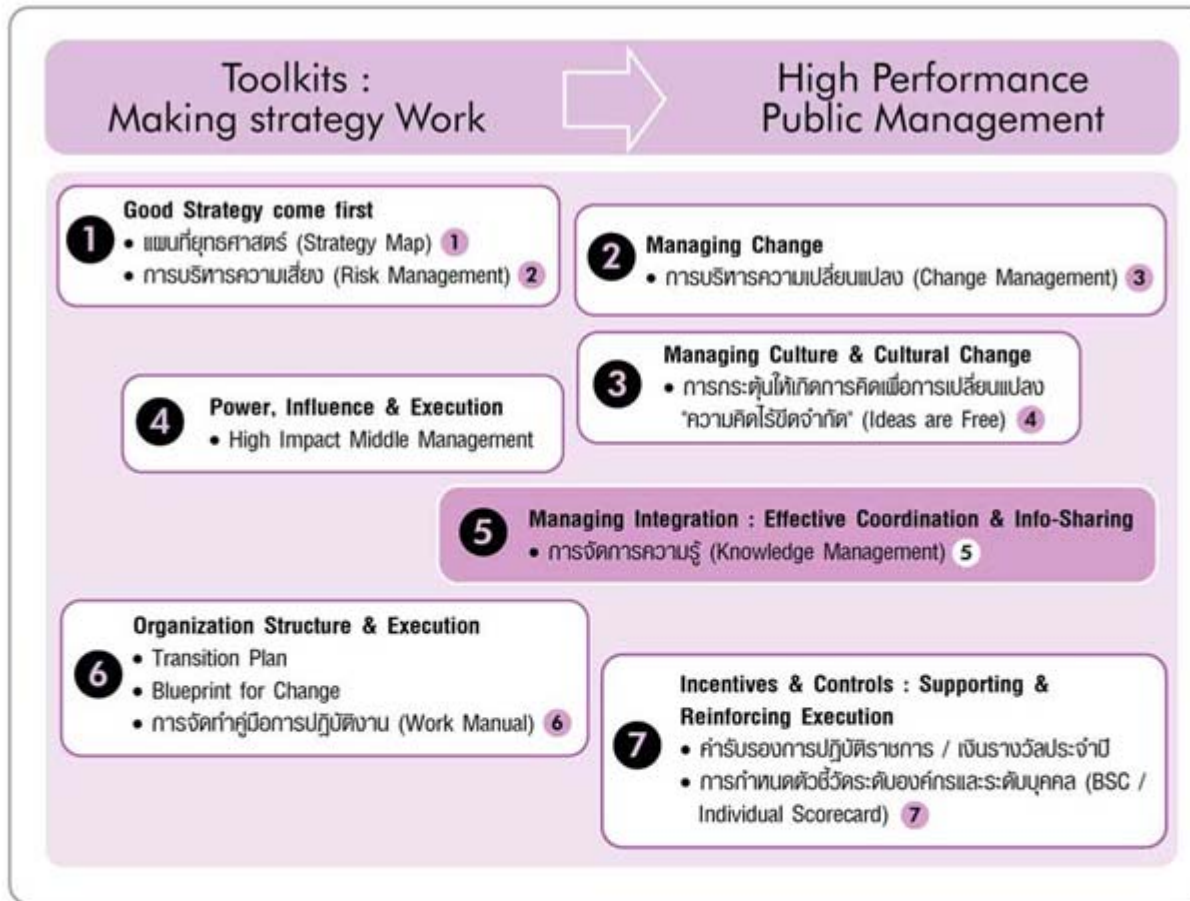 Toolkits :
Making strategy Work
High Performance
Public Management
1
Good Strategy come first
• แผนที่ยุทธศาสตร์ (Strategy Map) 1
• การบริหารความเสี่ยง (Risk Management) 2
2
Managing Change
• การบริหารความเปลี่ยนแปลง (Change Management) 3
3
Managing Culture & Cultural Change
• การกระตุ้นให้เกิดการคิดเพื่อการเปลี่ยนแปลง
"ความคิดไร้ขีดจำกัด" (Ideas are Free) 4
4
Power, Influence & Execution
• High Impact Middle Management
5
Managing Integration : Effective Coordination & Info-Sharing
• การจัดการความรู้ (Knowledge Management) 5
6
Organization Structure & Execution
• Transition Plan
• Blueprint for Change
• การจัดทำคู่มือการปฏิบัติงาน (Work Manual) 6
7
Incentives & Controls : Supporting &
Reinforcing Execution
• คำรับรองการปฏิบัติราชการ / เงินรางวัลประจำปี
• การกำหนดตัวชี้วัดระดับองค์กรและระดับบุคคล (BSC /
Individual Scorecard) 7